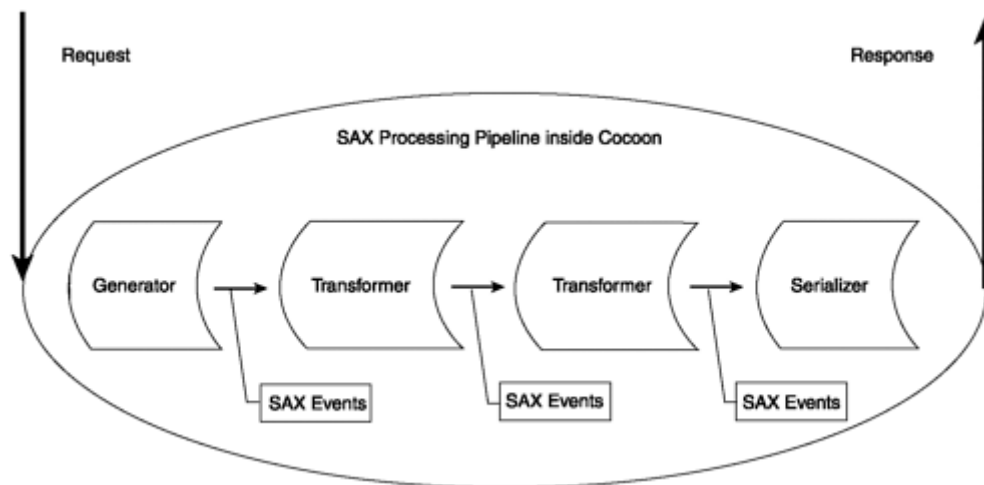 Request
Response
SAX Processing Pipeline inside Cocoon
Generator
Transformer
Transformer
Serializer
SAX Events
SAX Events
SAX Events